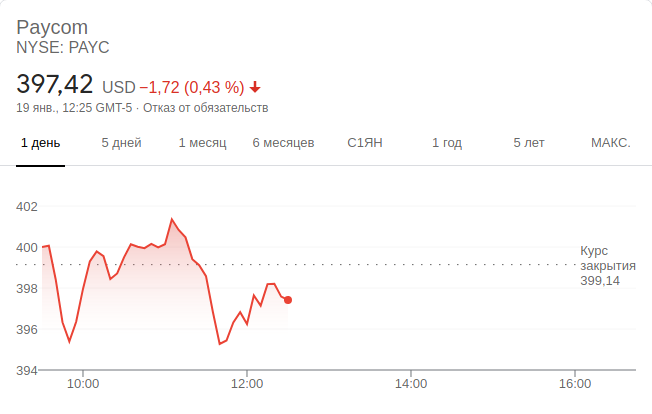 Paycom
NYSE: PAYC
397,42 USD −1,72 (0,43 %)
19 янв., 12:25 GMT-5 · Отказ от обязательств
1 день 5 дней 1 месяц 6 месяцев С1ЯН 1 год 5 лет МАКС.
402
400
398
396
394
Курс
закрытия
399,14
10:00 12:00 14:00 16:00